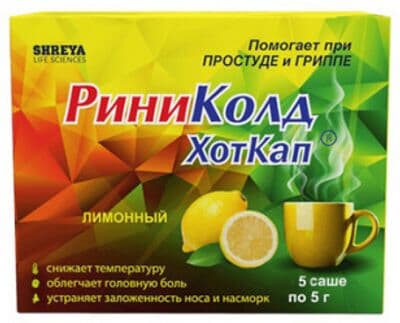 SHREYA
LIFE SCIENCES
Помогает при
ПРОСТУДЕ и ГРИППЕ
РиниКолд
ХотКап®
ЛИМОННЫЙ
снижает температуру
облегчает головную боль
устраняет заложенность носа и насморк
5 саше
по 5 г